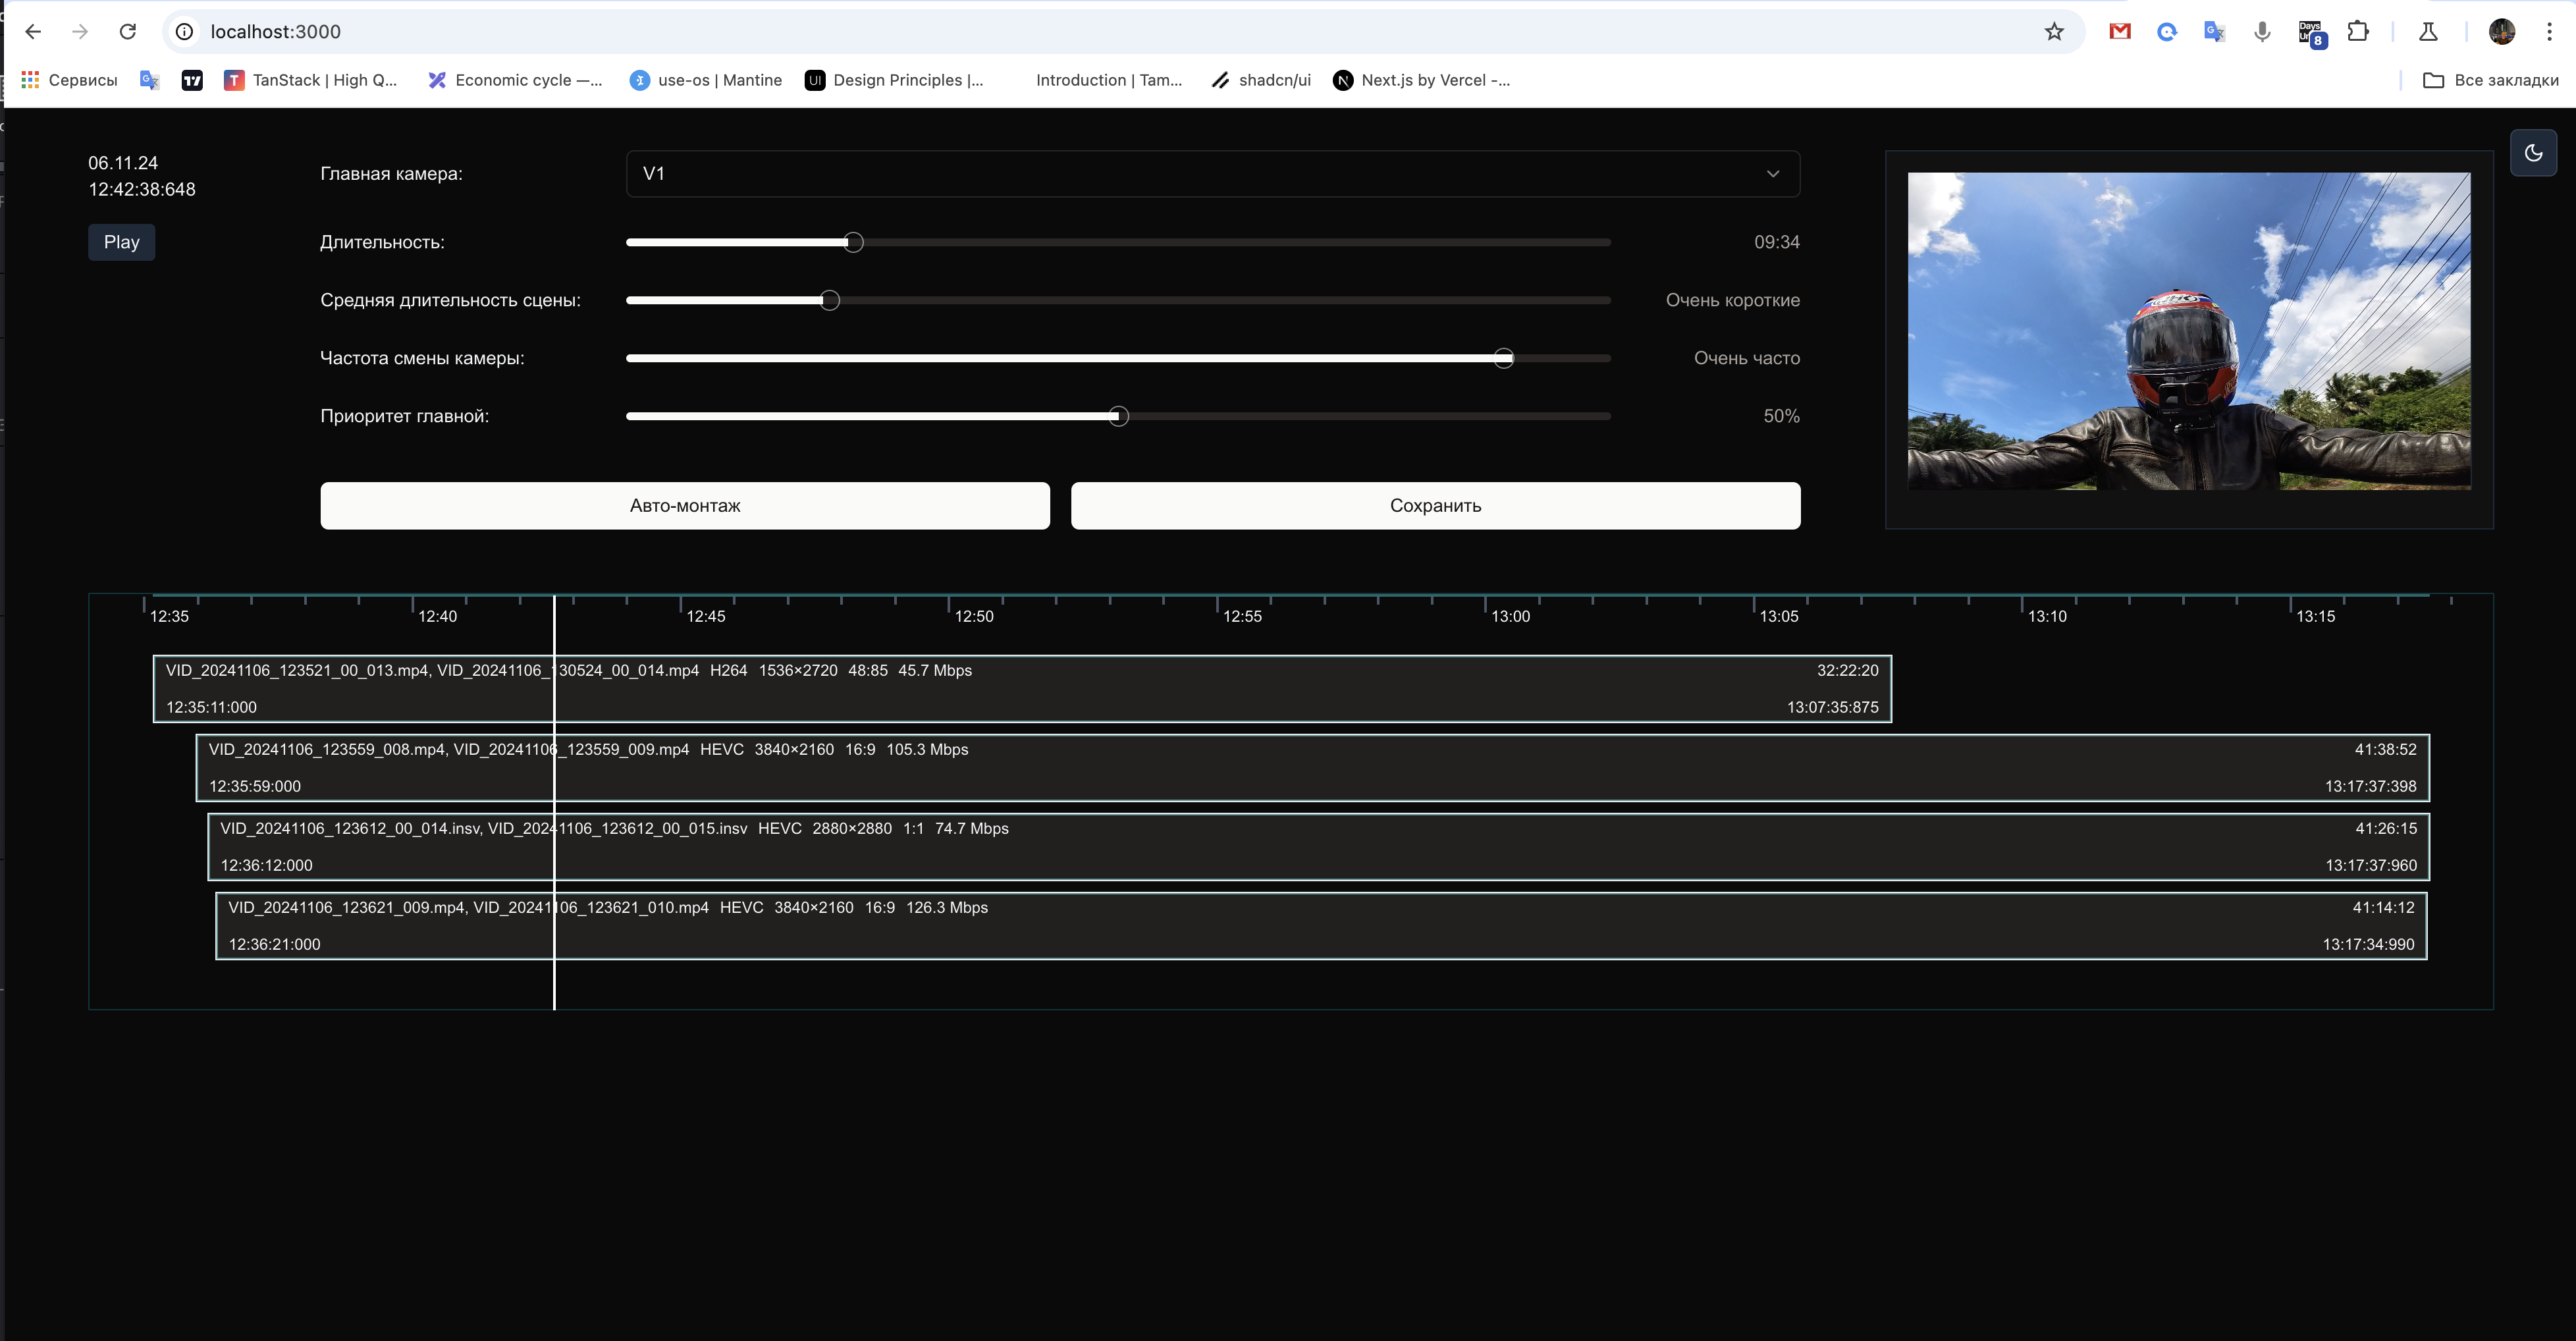 localhost:3000
Сервисы
TanStack | High Q...
Economic cycle —...
use-os | Mantine
Design Principles |...
Introduction | Tam...
shadcn/ui
Next.js by Vercel -...
Все закладки
06.11.24
12:42:38:648
Play
Главная камера:
V1
Длительность:
09:34
Средняя длительность сцены:
Очень короткие
Частота смены камеры:
Очень часто
Приоритет главной:
50%
Авто-монтаж
Сохранить
12:35
12:40
12:45
12:50
12:55
13:00
13:05
13:10
13:15
VID_20241106_123521_00_013.mp4, VID_20241106_130524_00_014.mp4 H264 1536×2720 48:85 45.7 Mbps
32:22:20
12:35:11:000
13:07:35:875
VID_20241106_123559_008.mp4, VID_20241106_123559_009.mp4 HEVC 3840×2160 16:9 105.3 Mbps
41:38:52
12:35:59:000
13:17:37:398
VID_20241106_123612_00_014.insv, VID_20241106_123612_00_015.insv HEVC 2880×2880 1:1 74.7 Mbps
41:26:15
12:36:12:000
13:17:37:960
VID_20241106_123621_009.mp4, VID_20241106_123621_010.mp4 HEVC 3840×2160 16:9 126.3 Mbps
41:14:12
12:36:21:000
13:17:34:990